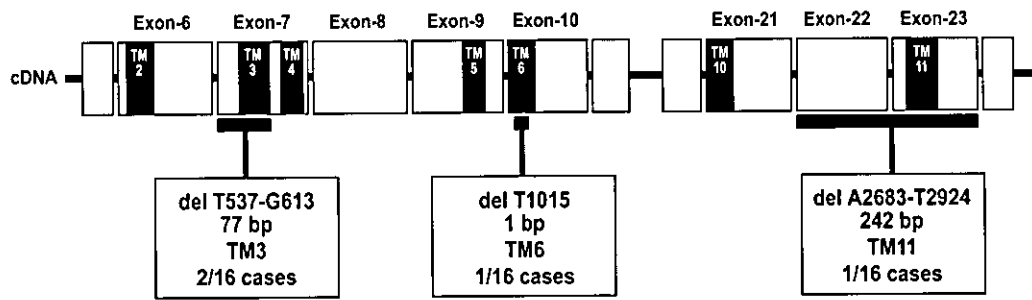 Exon-6 Exon-7 Exon-8 Exon-9 Exon-10 Exon-21 Exon-22 Exon-23
cDNA
TM
2
TM
3
TM
4
TM
5
TM
6
TM
10
TM
11
del T537-G613
77 bp
TM3
2/16 cases
del T1015
1 bp
TM6
1/16 cases
del A2683-T2924
242 bp
TM11
1/16 cases